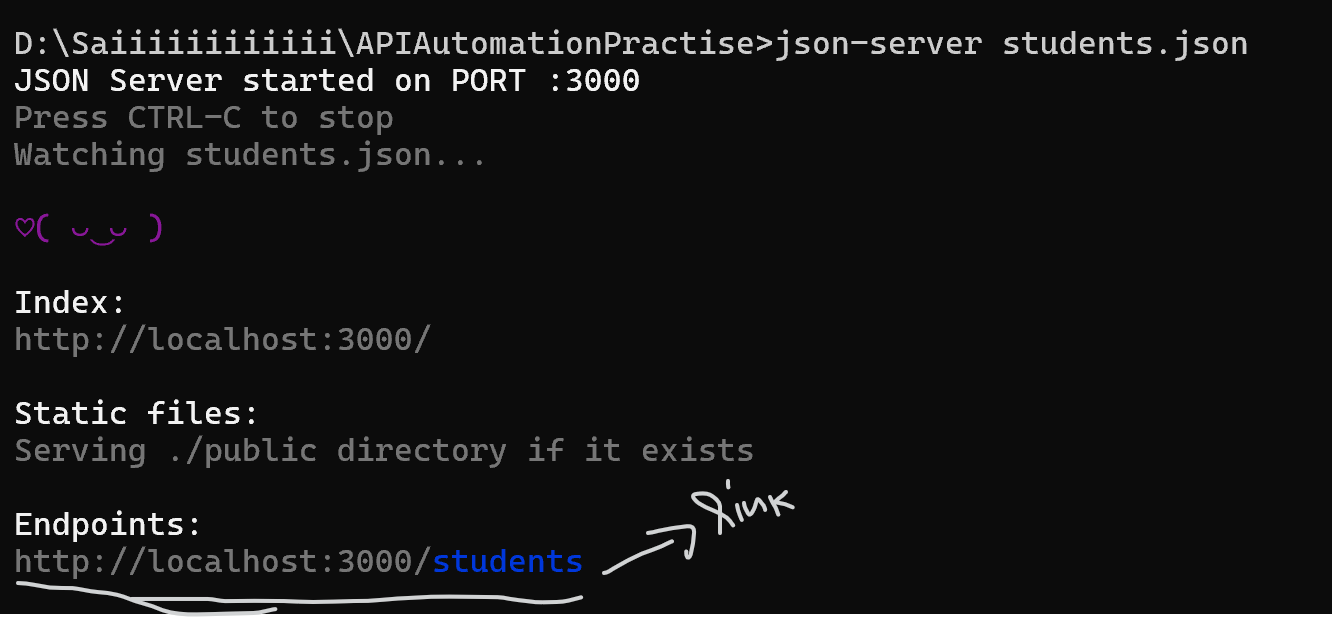 D:\Saiiiiiiiiiiii\APIAutomationPractise>json-server students.json
JSON Server started on PORT :3000
Press CTRL-C to stop
Watching students.json...
♡( ᴗ‿ᴗ )
Index:
http://localhost:3000/
Static files:
Serving ./public directory if it exists
link
Endpoints:
http://localhost:3000/students